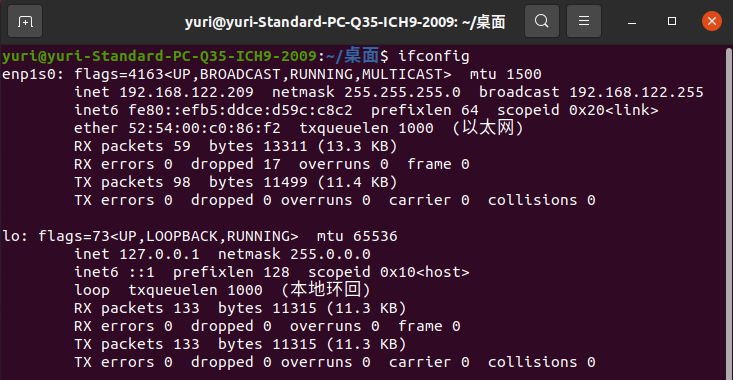 yuri@yuri-Standard-PC-Q35-ICH9-2009: ~/桌面
yuri@yuri-Standard-PC-Q35-ICH9-2009:~/桌面$ ifconfig
enp1s0: flags=4163<UP,BROADCAST,RUNNING,MULTICAST>  mtu 1500
        inet 192.168.122.209  netmask 255.255.255.0  broadcast 192.168.122.255
        inet6 fe80::efb5:ddce:d59c:c8c2  prefixlen 64  scopeid 0x20<link>
        ether 52:54:00:c0:86:f2  txqueuelen 1000  (以太网)
        RX packets 59  bytes 13311 (13.3 KB)
        RX errors 0  dropped 17  overruns 0  frame 0
        TX packets 98  bytes 11499 (11.4 KB)
        TX errors 0  dropped 0 overruns 0  carrier 0  collisions 0
lo: flags=73<UP,LOOPBACK,RUNNING>  mtu 65536
        inet 127.0.0.1  netmask 255.0.0.0
        inet6 ::1  prefixlen 128  scopeid 0x10<host>
        loop  txqueuelen 1000  (本地环回)
        RX packets 133  bytes 11315 (11.3 KB)
        RX errors 0  dropped 0  overruns 0  frame 0
        TX packets 133  bytes 11315 (11.3 KB)
        TX errors 0  dropped 0 overruns 0  carrier 0  collisions 0